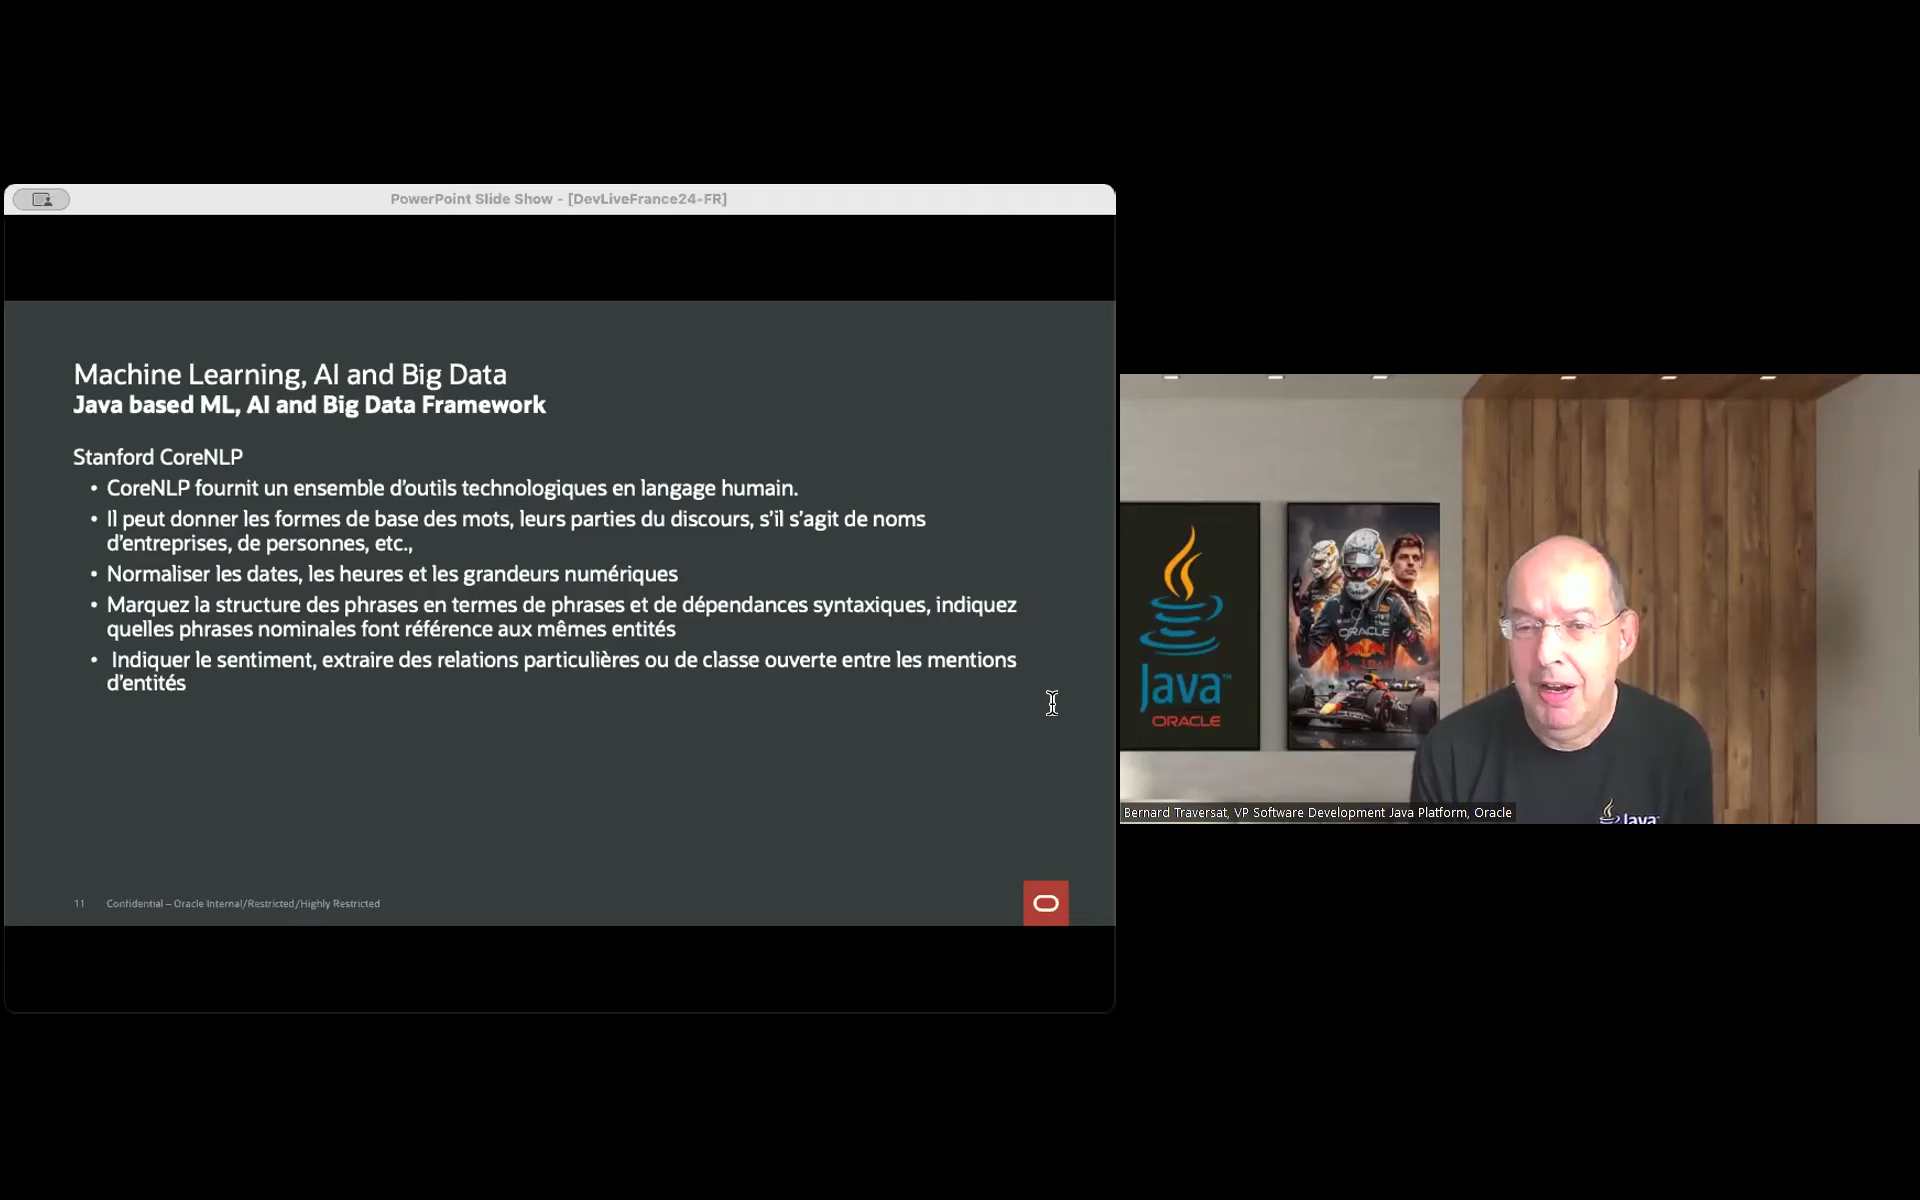 PowerPoint Slide Show - [DevLiveFrance24-FR]
Machine Learning, AI and Big Data
Java based ML, AI and Big Data Framework
Stanford CoreNLP
• CoreNLP fournit un ensemble d'outils technologiques en langage humain.
• Il peut donner les formes de base des mots, leurs parties du discours, s'il s'agit de noms
d'entreprises, de personnes, etc.,
• Normaliser les dates, les heures et les grandeurs numériques
• Marquez la structure des phrases en termes de phrases et de dépendances syntaxiques, indiquez
quelles phrases nominales font référence aux mêmes entités
• Indiquer le sentiment, extraire des relations particulières ou de classe ouverte entre les mentions
d'entités
11 Confidential – Oracle Internal/Restricted/Highly Restricted
Java™
ORACLE
ORACLE
Red Bull
Java
Bernard Traversat, VP Software Development Java Platform, Oracle